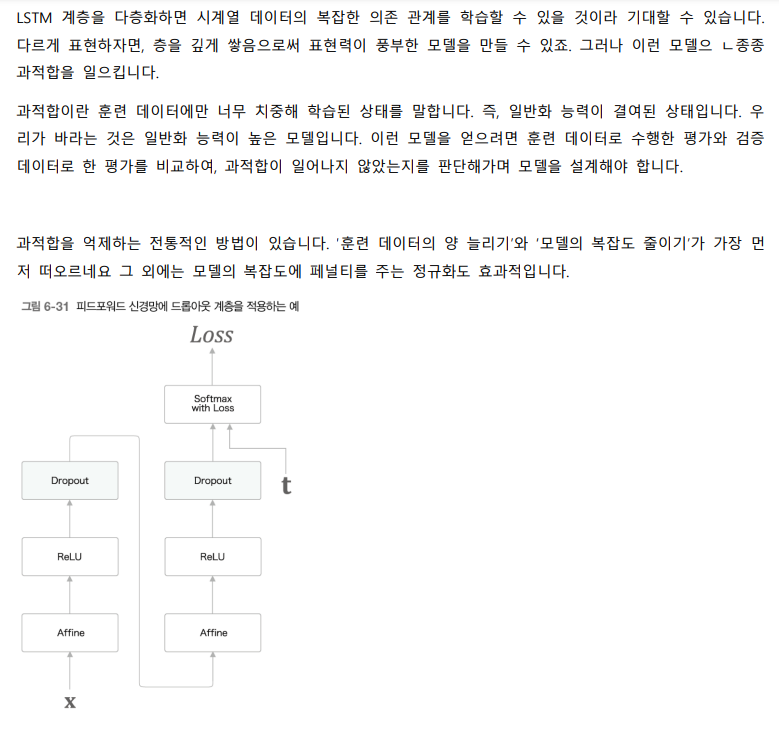 LSTM 계층을 다층화하면 시계열 데이터의 복잡한 의존 관계를 학습할 수 있을 것이라 기대할 수 있습니다.
다르게 표현하자면, 층을 깊게 쌓음으로써 표현력이 풍부한 모델을 만들 수 있죠. 그러나 이런 모델으 ㄴ종종
과적합을 일으킵니다.
과적합이란 훈련 데이터에만 너무 치중해 학습된 상태를 말합니다. 즉, 일반화 능력이 결여된 상태입니다. 우
리가 바라는 것은 일반화 능력이 높은 모델입니다. 이런 모델을 얻으려면 훈련 데이터로 수행한 평가와 검증
데이터로 한 평가를 비교하여, 과적합이 일어나지 않았는지를 판단해가며 모델을 설계해야 합니다.
과적합을 억제하는 전통적인 방법이 있습니다. '훈련 데이터의 양 늘리기'와 '모델의 복잡도 줄이기'가 가장 먼
저 떠오르네요 그 외에는 모델의 복잡도에 페널티를 주는 정규화도 효과적입니다.
그림 6-31 피드포워드 신경망에 드롭아웃 계층을 적용하는 예
Loss
Softmax
with Loss
Dropout
Dropout
t
ReLU
ReLU
Affine
Affine
x